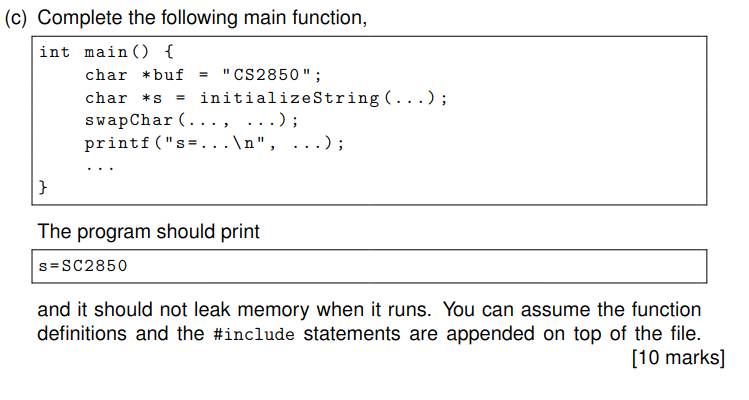 (c) Complete the following main function,
int main() {
char *buf = "CS2850";
char *s = initializeString(...);
swapChar(..., ...);
printf("s=...\n", ...);
...
}
The program should print
s=SC2850
and it should not leak memory when it runs. You can assume the function
definitions and the #include statements are appended on top of the file.
[10 marks]